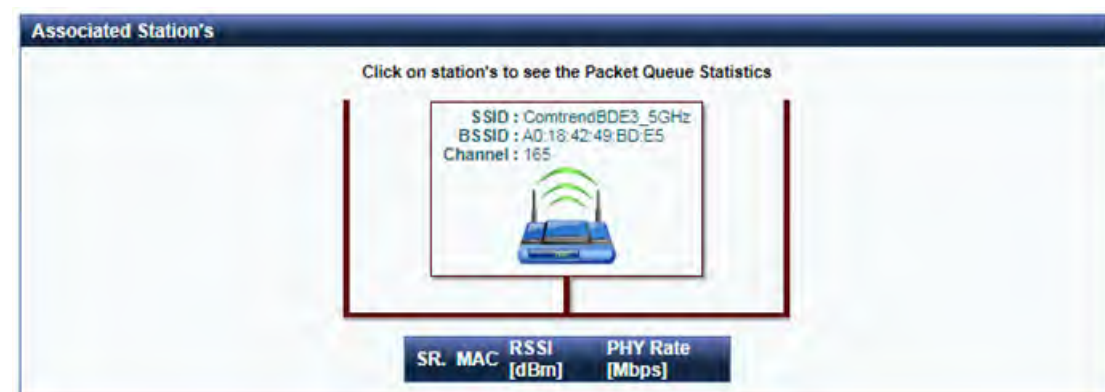 Associated Station's
Click on station's to see the Packet Queue Statistics
SSID : ComtrendBDE3_5GHz
BSSID : A0:18:42:49:BD:E5
Channel : 165
SR. MAC RSSI [dBm] PHY Rate [Mbps]